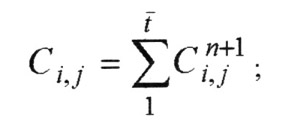 $C_{i,j} = \sum_{1}^{\bar{t}} C_{i,j}^{n+1};$